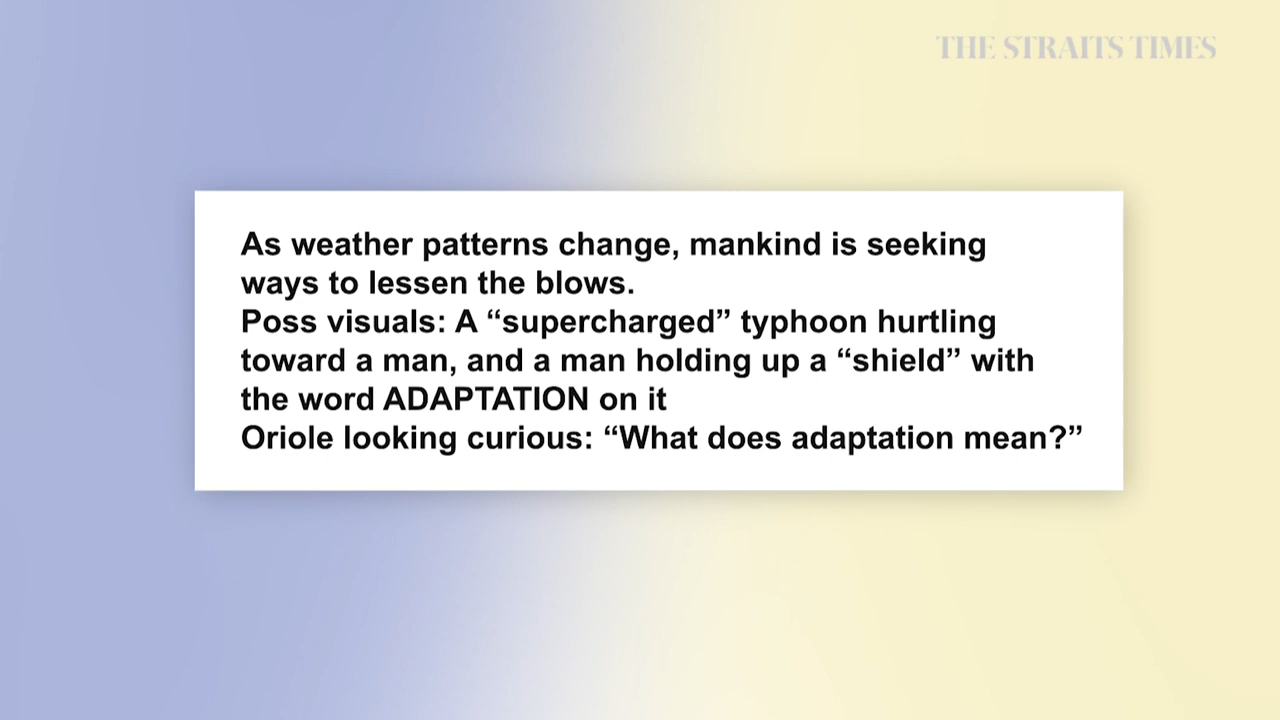 THE STRAITS TIMES
As weather patterns change, mankind is seeking
ways to lessen the blows.
Poss visuals: A “supercharged” typhoon hurtling
toward a man, and a man holding up a “shield” with
the word ADAPTATION on it
Oriole looking curious: “What does adaptation mean?”